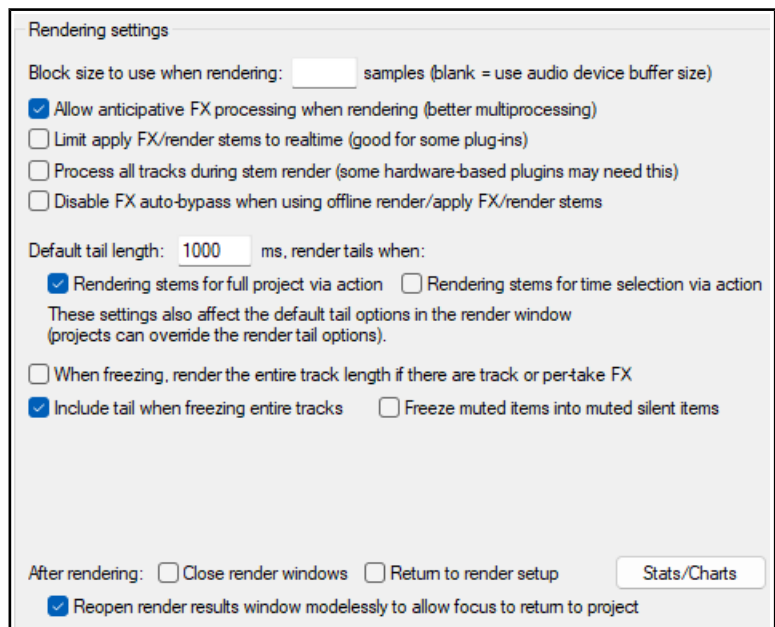 Rendering settings
Block size to use when rendering: samples (blank = use audio device buffer size)
Allow anticipative FX processing when rendering (better multiprocessing)
Limit apply FX/render stems to realtime (good for some plug-ins)
Process all tracks during stem render (some hardware-based plugins may need this)
Disable FX auto-bypass when using offline render/apply FX/render stems
Default tail length: 1000 ms, render tails when:
Rendering stems for full project via action Rendering stems for time selection via action
These settings also affect the default tail options in the render window
(projects can override the render tail options).
When freezing, render the entire track length if there are track or per-take FX
Include tail when freezing entire tracks Freeze muted items into muted silent items
After rendering: Close render windows Return to render setup Stats/Charts
Reopen render results window modelessly to allow focus to return to project